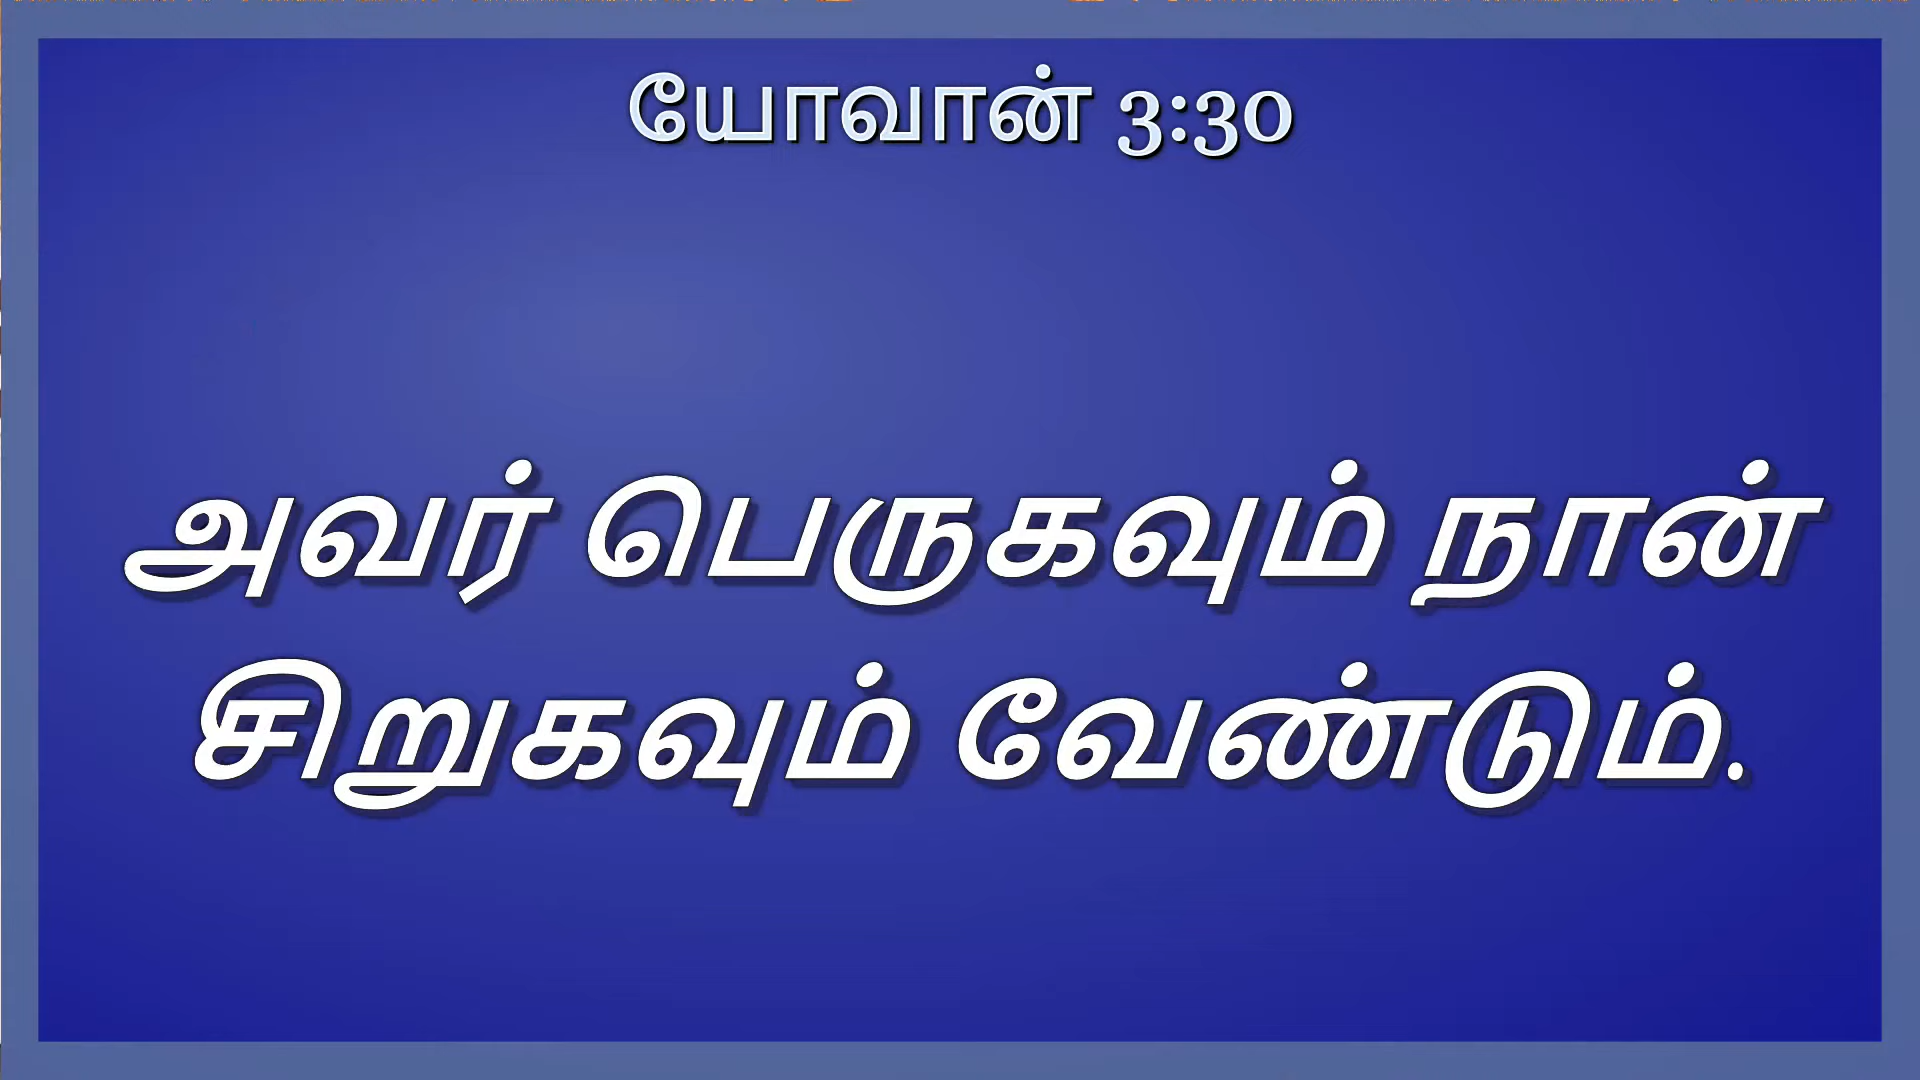 யோவான் 3:30
அவர் பெருகவும் நான்
சிறுகவும் வேண்டும்.